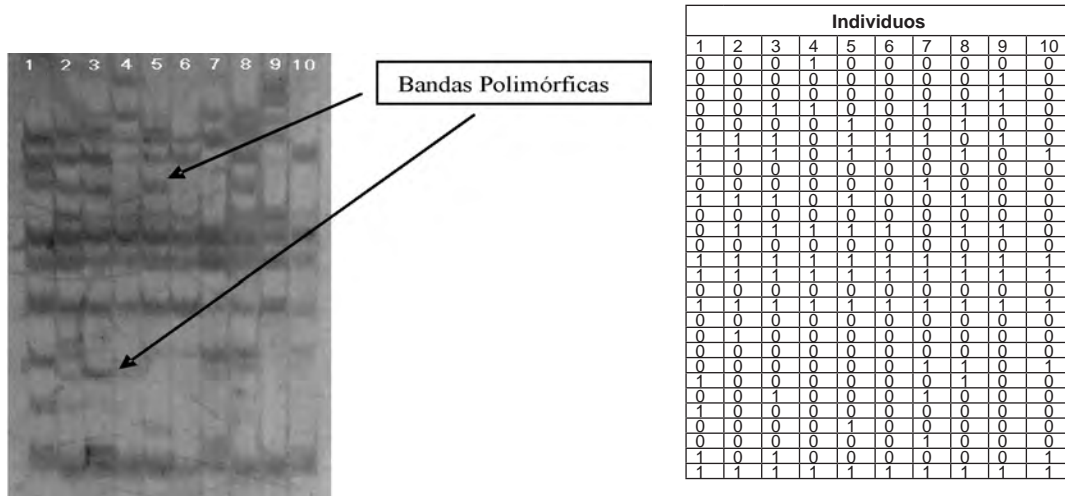 1 2 3 4 5 6 7 8 9 10
Bandas Polimórficas
Individuos
1 2 3 4 5 6 7 8 9 10
0 0 0 1 0 0 0 0 0 0
0 0 0 0 0 0 0 0 1 0
0 0 0 0 0 0 0 0 1 0
0 0 1 1 0 0 1 1 1 0
0 0 0 0 1 0 0 1 0 0
1 1 1 0 1 1 1 0 1 0
1 1 1 0 1 1 0 1 0 1
1 0 0 0 0 0 0 0 0 0
0 0 0 0 0 0 1 0 0 0
1 1 1 0 1 0 0 1 0 0
0 0 0 0 0 0 0 0 0 0
0 1 1 1 1 1 0 1 1 0
0 0 0 0 0 0 0 0 0 0
1 1 1 1 1 1 1 1 1 1
1 1 1 1 1 1 1 1 1 1
0 0 0 0 0 0 0 0 0 0
1 1 1 1 1 1 1 1 1 1
0 0 0 0 0 0 0 0 0 0
0 1 0 0 0 0 0 0 0 0
0 0 0 0 0 0 0 0 0 0
0 0 0 0 0 0 1 1 0 1
1 0 0 0 0 0 0 1 0 0
0 0 1 0 0 0 1 0 0 0
1 0 0 0 0 0 0 0 0 0
0 0 0 0 1 0 0 0 0 0
0 0 0 0 0 0 1 0 0 0
1 0 1 0 0 0 0 0 0 1
1 1 1 1 1 1 1 1 1 1